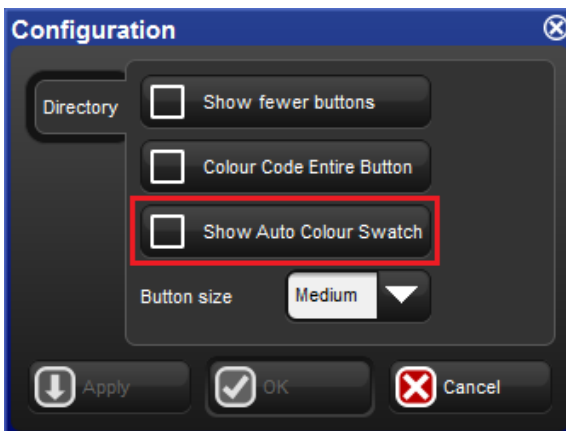 Configuration
Directory
Show fewer buttons
Colour Code Entire Button
Show Auto Colour Swatch
Button size
Medium
Apply
OK
Cancel